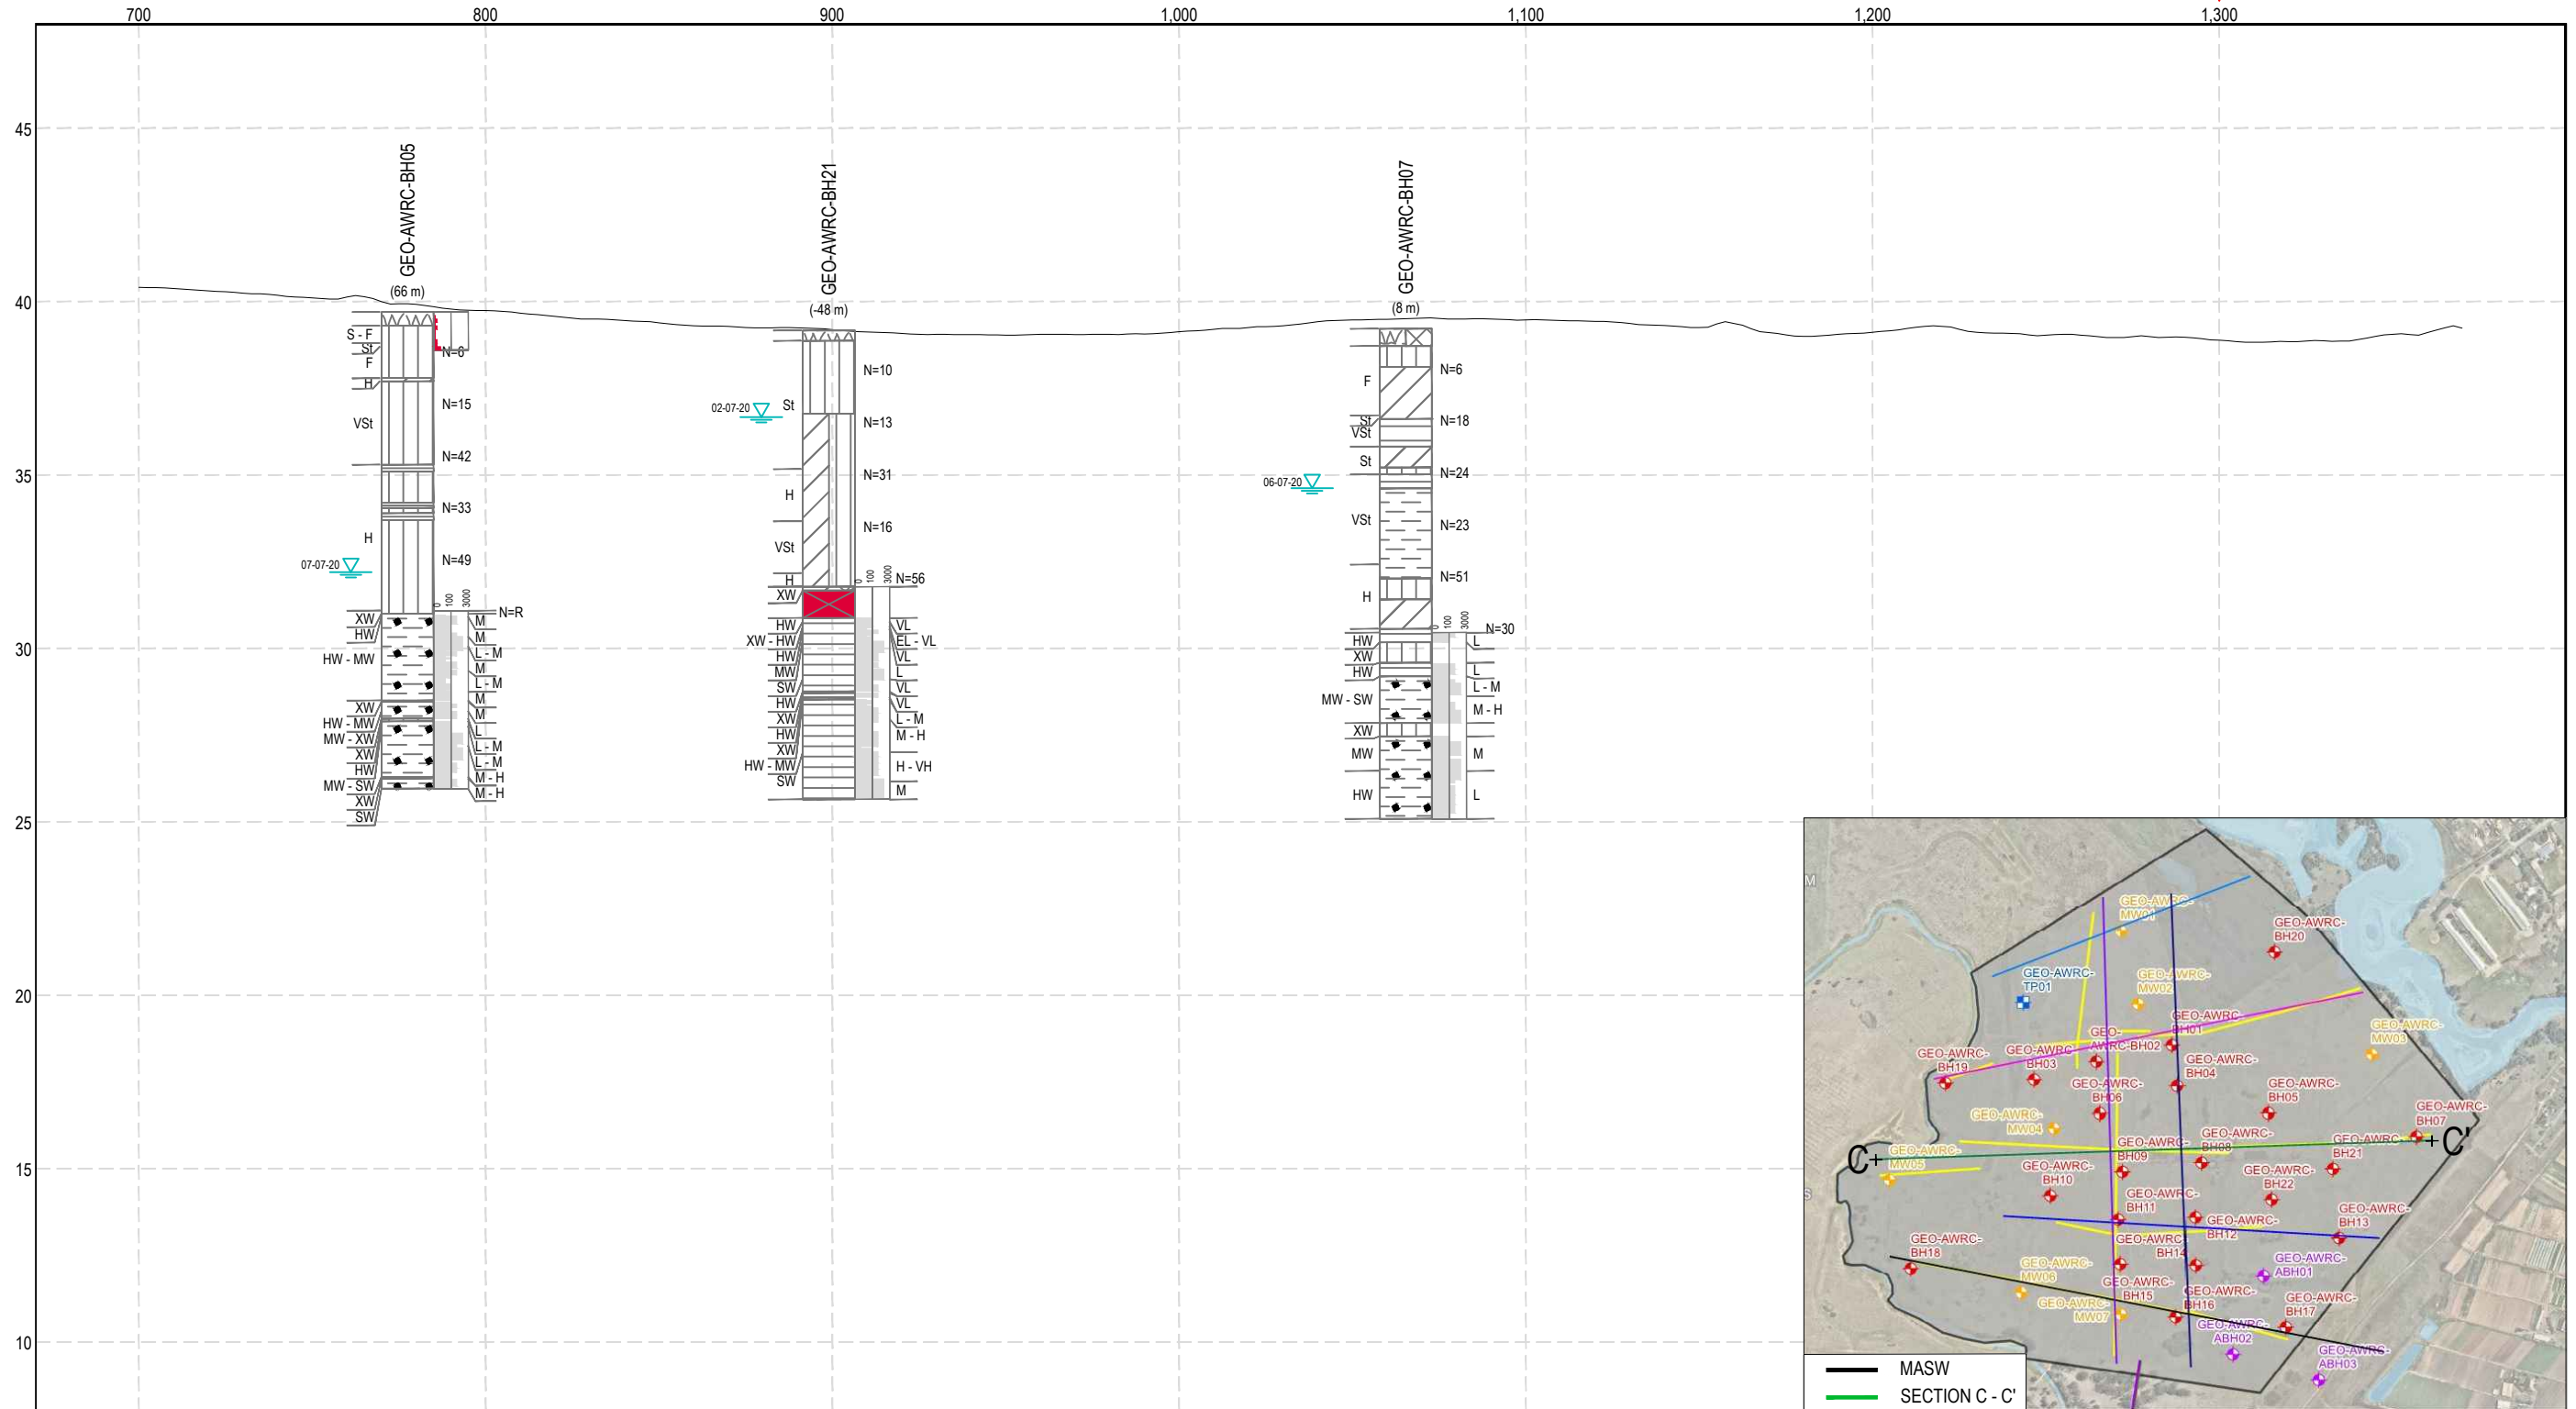 700 800 900 1,000 1,100 1,200 1,300
45
40
35
30
25
20
15
10
GEO-AWRC-BH05
(66 m)
S - F
St
F
H
VSt
H
07-07-20
XW
HW
HW - MW
XW
HW - MW
MW - XW
XW
HW
MW - SW
XW
SW
N=6
N=15
N=42
N=33
N=49
N=R
0 100 3000
M
M
L - M
M
L - M
M
M
L
L - M
L - M
M - H
M - H
GEO-AWRC-BH21
(-48 m)
02-07-20
St
H
VSt
H
XW
HW
XW - HW
HW
MW
SW
HW
XW
HW
XW
HW - MW
SW
N=10
N=13
N=31
N=16
N=56
0 100 3000
VL
EL - VL
VL
L
VL
VL
L - M
M - H
H - VH
M
GEO-AWRC-BH07
(8 m)
06-07-20
F
St
VSt
St
VSt
H
HW
XW
HW
MW - SW
XW
MW
HW
N=6
N=18
N=24
N=23
N=51
N=30
0 100 3000
L
L
L - M
M - H
M
L
M
GEO-AWRC-
MW01
GEO-AWRC-
BH20
GEO-AWRC-
TP01
GEO-AWRC-
MW02
GEO-AWRC-
BH01
GEO-AWRC-
MW03
GEO-
AWRC-BH02
GEO-AWRC-
BH19
GEO-AWRC-
BH03
GEO-AWRC-
BH04
GEO-AWRC-
BH06
GEO-AWRC-
BH05
GEO-AWRC-
BH07
GEO-AWRC-
MW04
C
GEO-AWRC-
MW05
GEO-AWRC-
BH09
GEO-AWRC-
BH08
GEO-AWRC-
BH21
C'
GEO-AWRC-
BH10
GEO-AWRC-
BH22
S
GEO-AWRC-
BH11
GEO-AWRC-
BH12
GEO-AWRC-
BH13
GEO-AWRC-
BH18
GEO-AWRC-
BH14
GEO-AWRC-
ABH01
GEO-AWRC-
MW06
GEO-AWRC-
BH15
GEO-AWRC-
BH16
GEO-AWRC-
BH17
GEO-AWRC-
MW07
GEO-AWRC-
ABH02
GEO-AWRC-
ABH03
MASW
SECTION C - C'